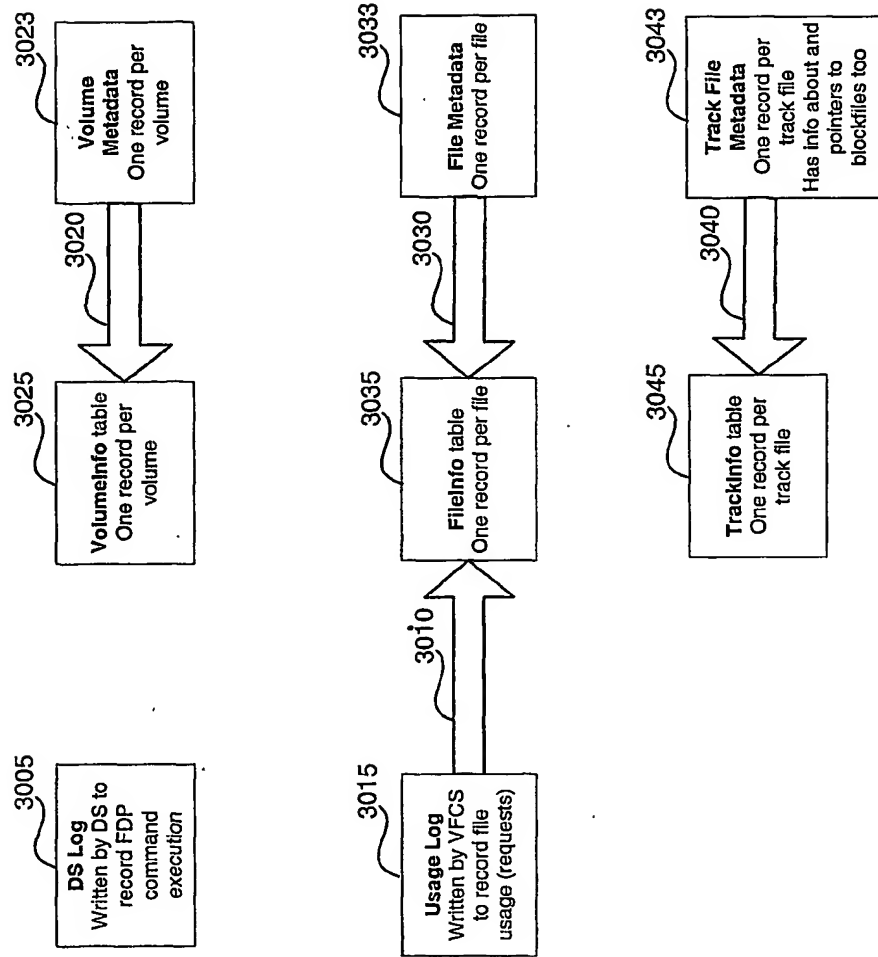 3005
DS Log
Written by DS to
record FDP
command
execution
3025
VolumeInfo table
One record per
volume
3020
3023
Volume
Metadata
One record per
volume
3015
Usage Log
Written by VFCS
to record file
usage (requests)
3010
3035
FileInfo table
One record per file
3030
3033
File Metadata
One record per file
3045
TrackInfo table
One record per
track file
3040
3043
Track File
Metadata
One record per
track file
Has info about and
pointers to
blockfiles too